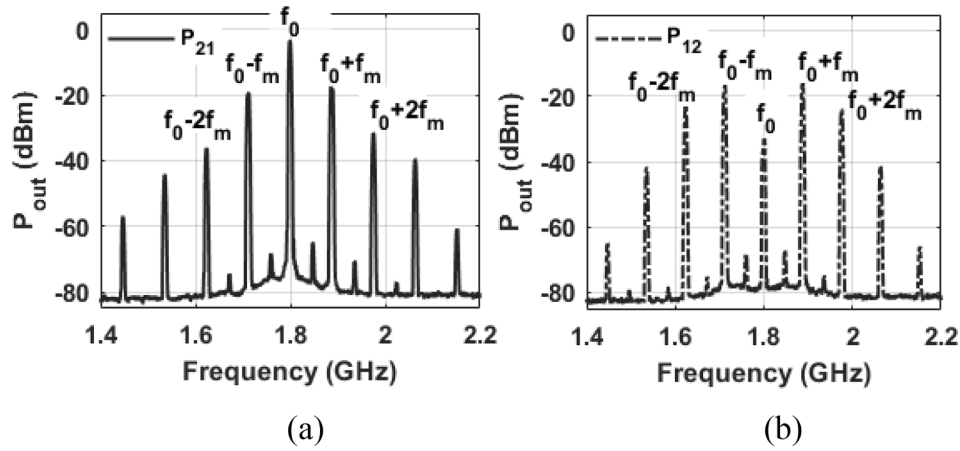 P21
f0
f0-fm
f0+fm
f0-2fm
f0+2fm
0
-20
-40
-60
-80
Pout (dBm)
1.4 1.6 1.8 2 2.2
Frequency (GHz)
(a)
P12
f0-fm
f0+fm
f0-2fm
f0+2fm
f0
0
-20
-40
-60
-80
Pout (dBm)
1.4 1.6 1.8 2 2.2
Frequency (GHz)
(b)